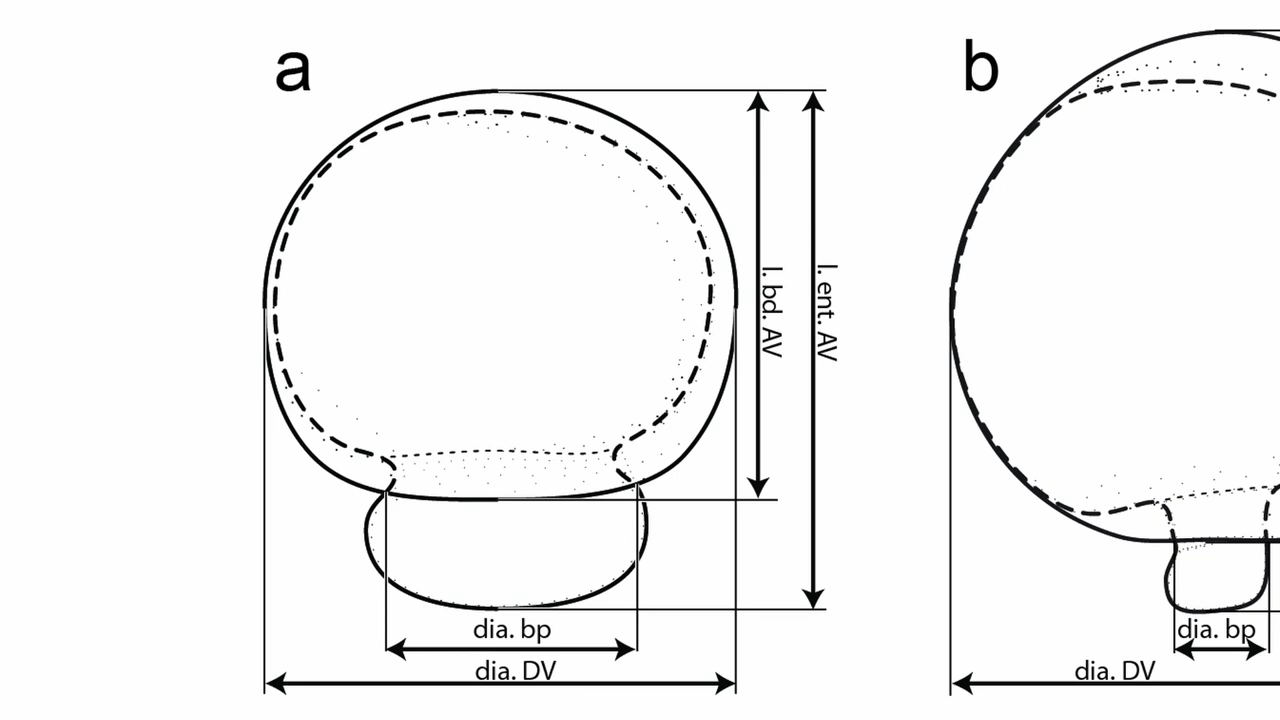 a
b
l. bd. AV
l. ent. AV
dia. bp
dia. DV
dia. bp
dia. DV